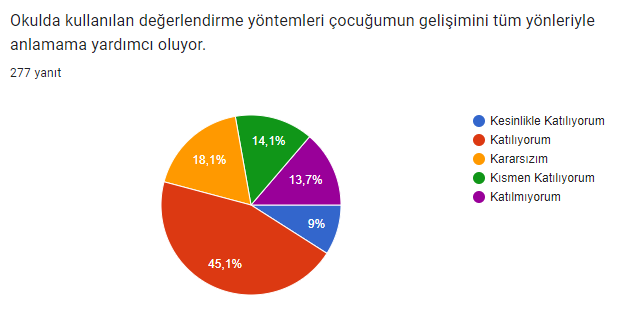 Okulda kullanılan değerlendirme yöntemleri çocuğumun gelişimini tüm yönleriyle
anlamama yardımcı oluyor.
277 yanıt
Kesinlikle Katılıyorum
Katılıyorum
Kararsızım
Kısmen Katılıyorum
Katılmıyorum
14,1%
18,1%
13,7%
9%
45,1%